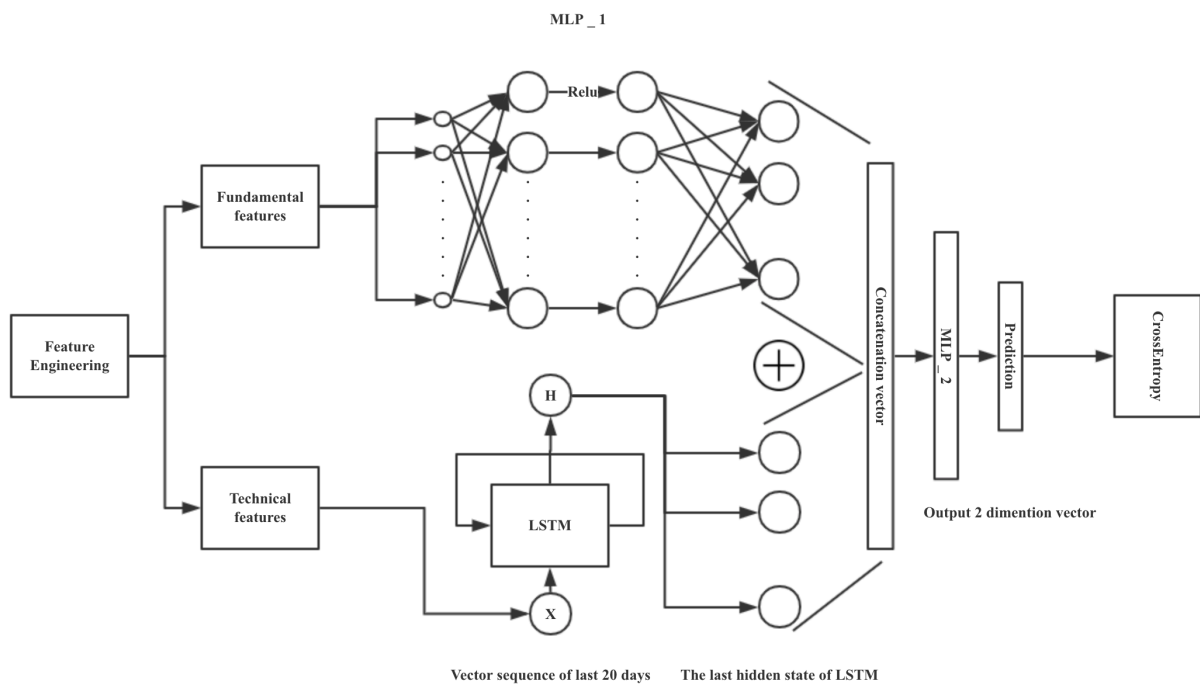 MLP _ 1
Relu
Fundamental
features
Feature
Engineering
Technical
features
H
LSTM
X
Concatenation vector
MLP _ 2
Prediction
CrossEntropy
Output 2 dimention vector
Vector sequence of last 20 days
The last hidden state of LSTM